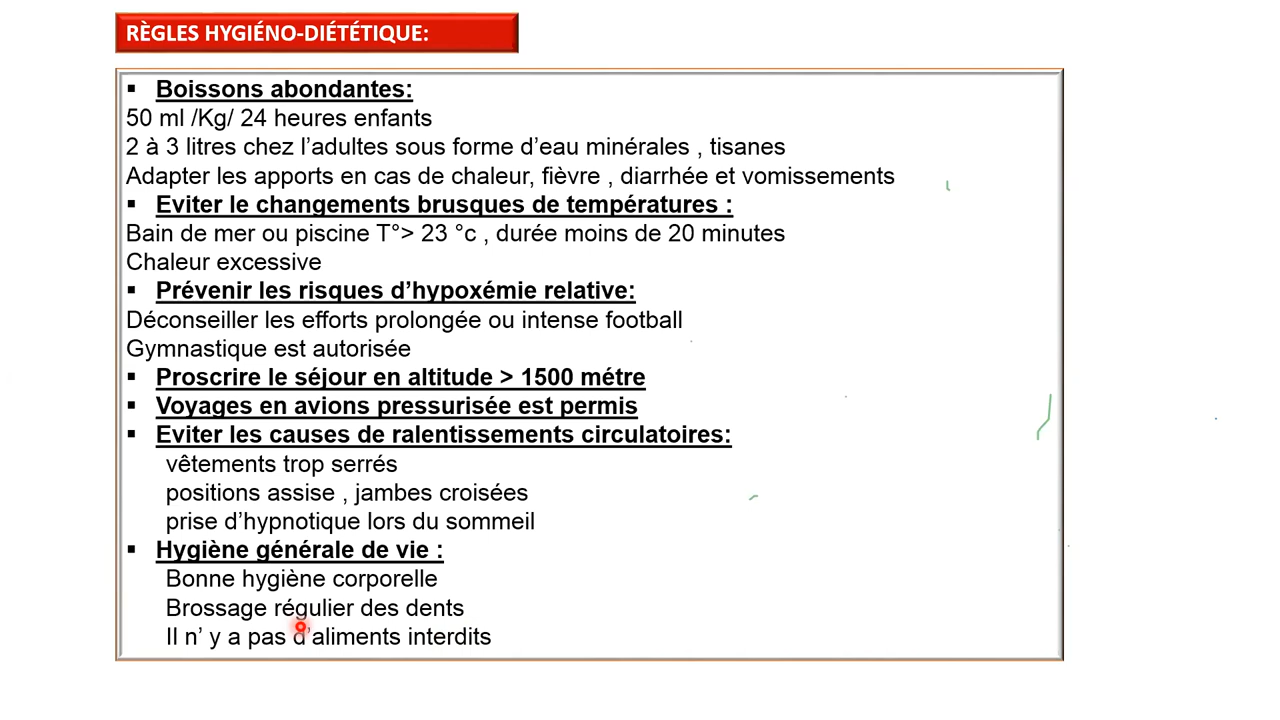 RÈGLES HYGIÉNO-DIÉTÉTIQUE:
▪ Boissons abondantes:
50 ml /Kg/ 24 heures enfants
2 à 3 litres chez l’adultes sous forme d’eau minérales , tisanes
Adapter les apports en cas de chaleur, fièvre , diarrhée et vomissements
▪ Eviter le changements brusques de températures :
Bain de mer ou piscine T°> 23 °c , durée moins de 20 minutes
Chaleur excessive
▪ Prévenir les risques d’hypoxémie relative:
Déconseiller les efforts prolongée ou intense football
Gymnastique est autorisée
▪ Proscrire le séjour en altitude > 1500 métre
▪ Voyages en avions pressurisée est permis
▪ Eviter les causes de ralentissements circulatoires:
vêtements trop serrés
positions assise , jambes croisées
prise d’hypnotique lors du sommeil
▪ Hygiène générale de vie :
Bonne hygiène corporelle
Brossage régulier des dents
Il n’ y a pas d’aliments interdits